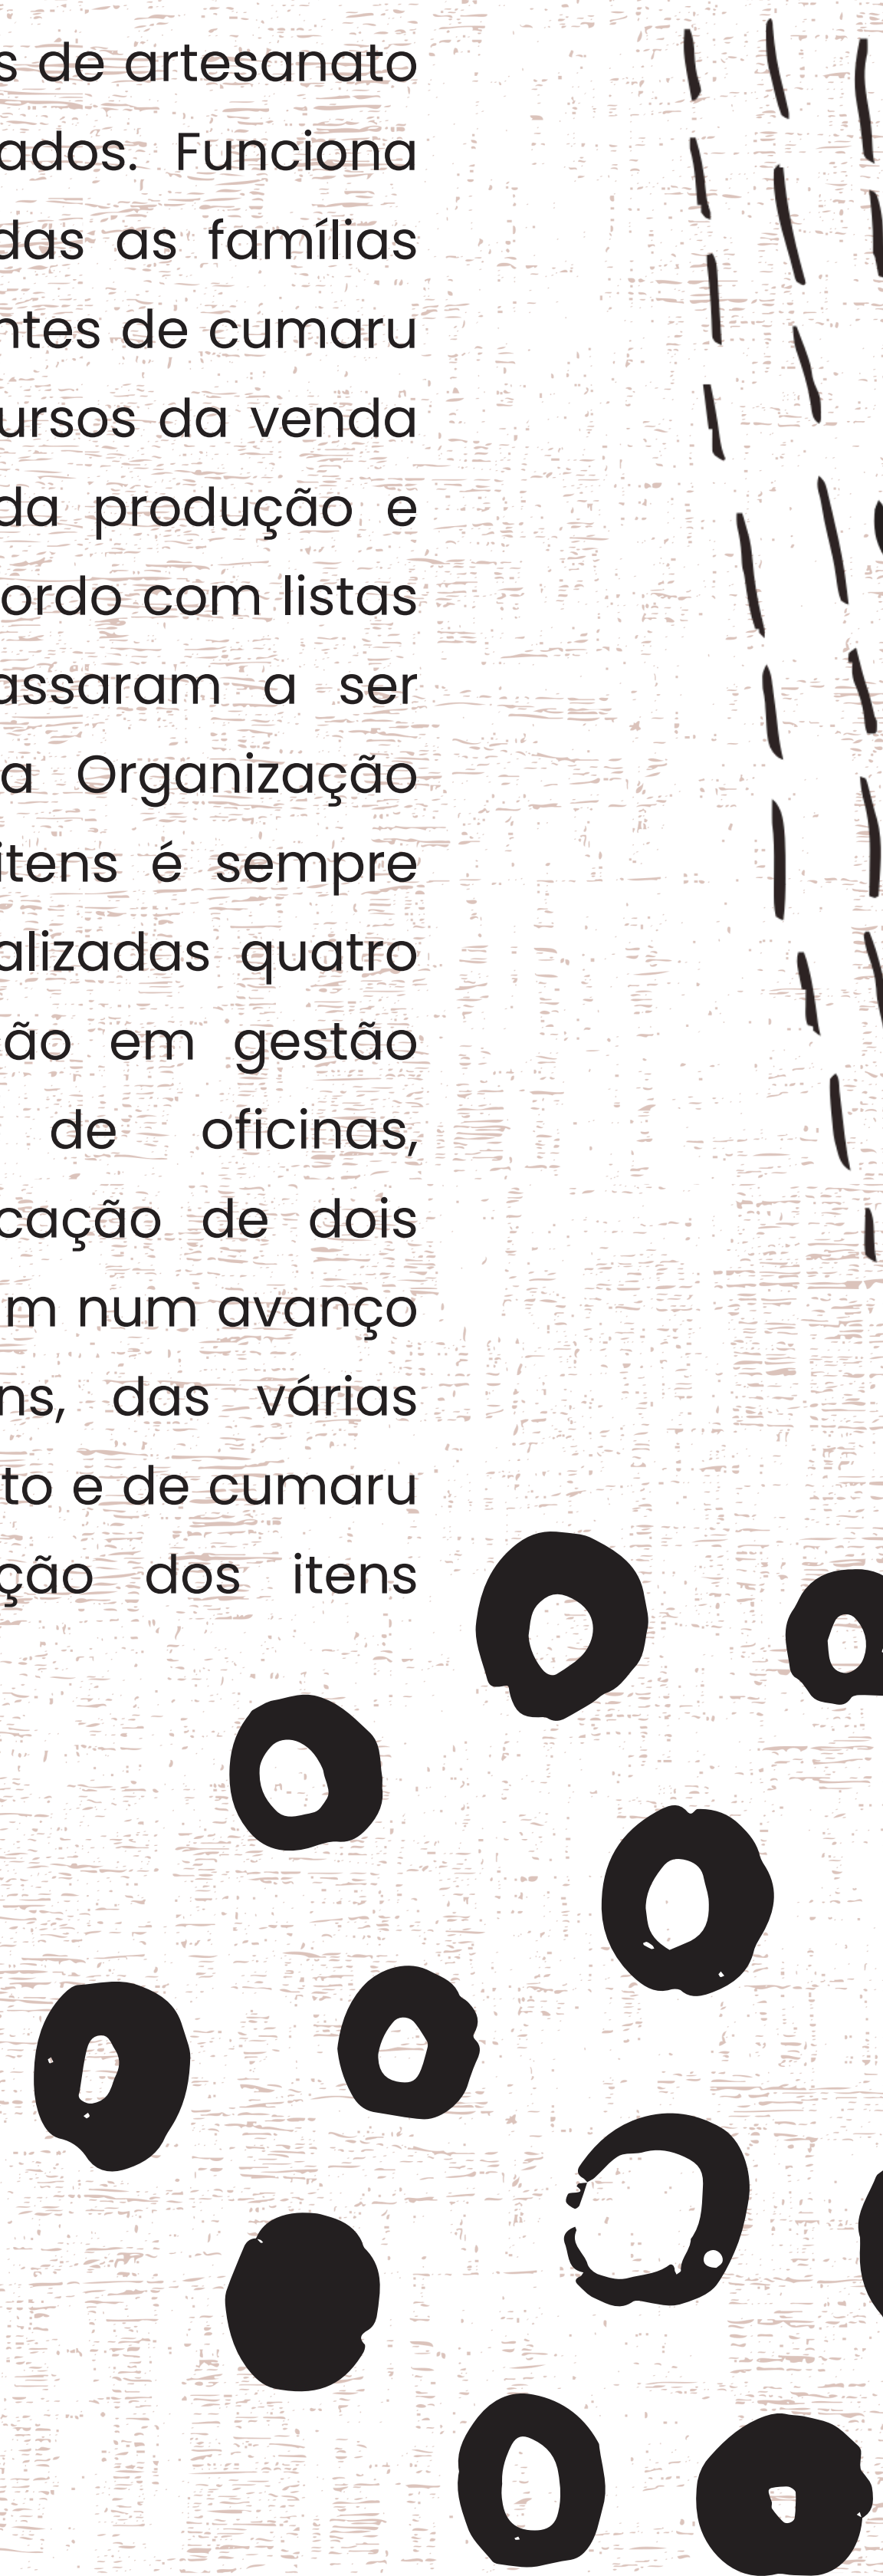 s de artesanato
ados. Funciona
das as famílias
ntes de cumaru
ursos da venda
da produção e
ordo com listas
assaram a ser
a Organização
itens é sempre
alizadas quatro
ão em gestão
de oficinas,
cação de dois
m num avanço
ns, das várias
to e de cumaru
ção dos itens